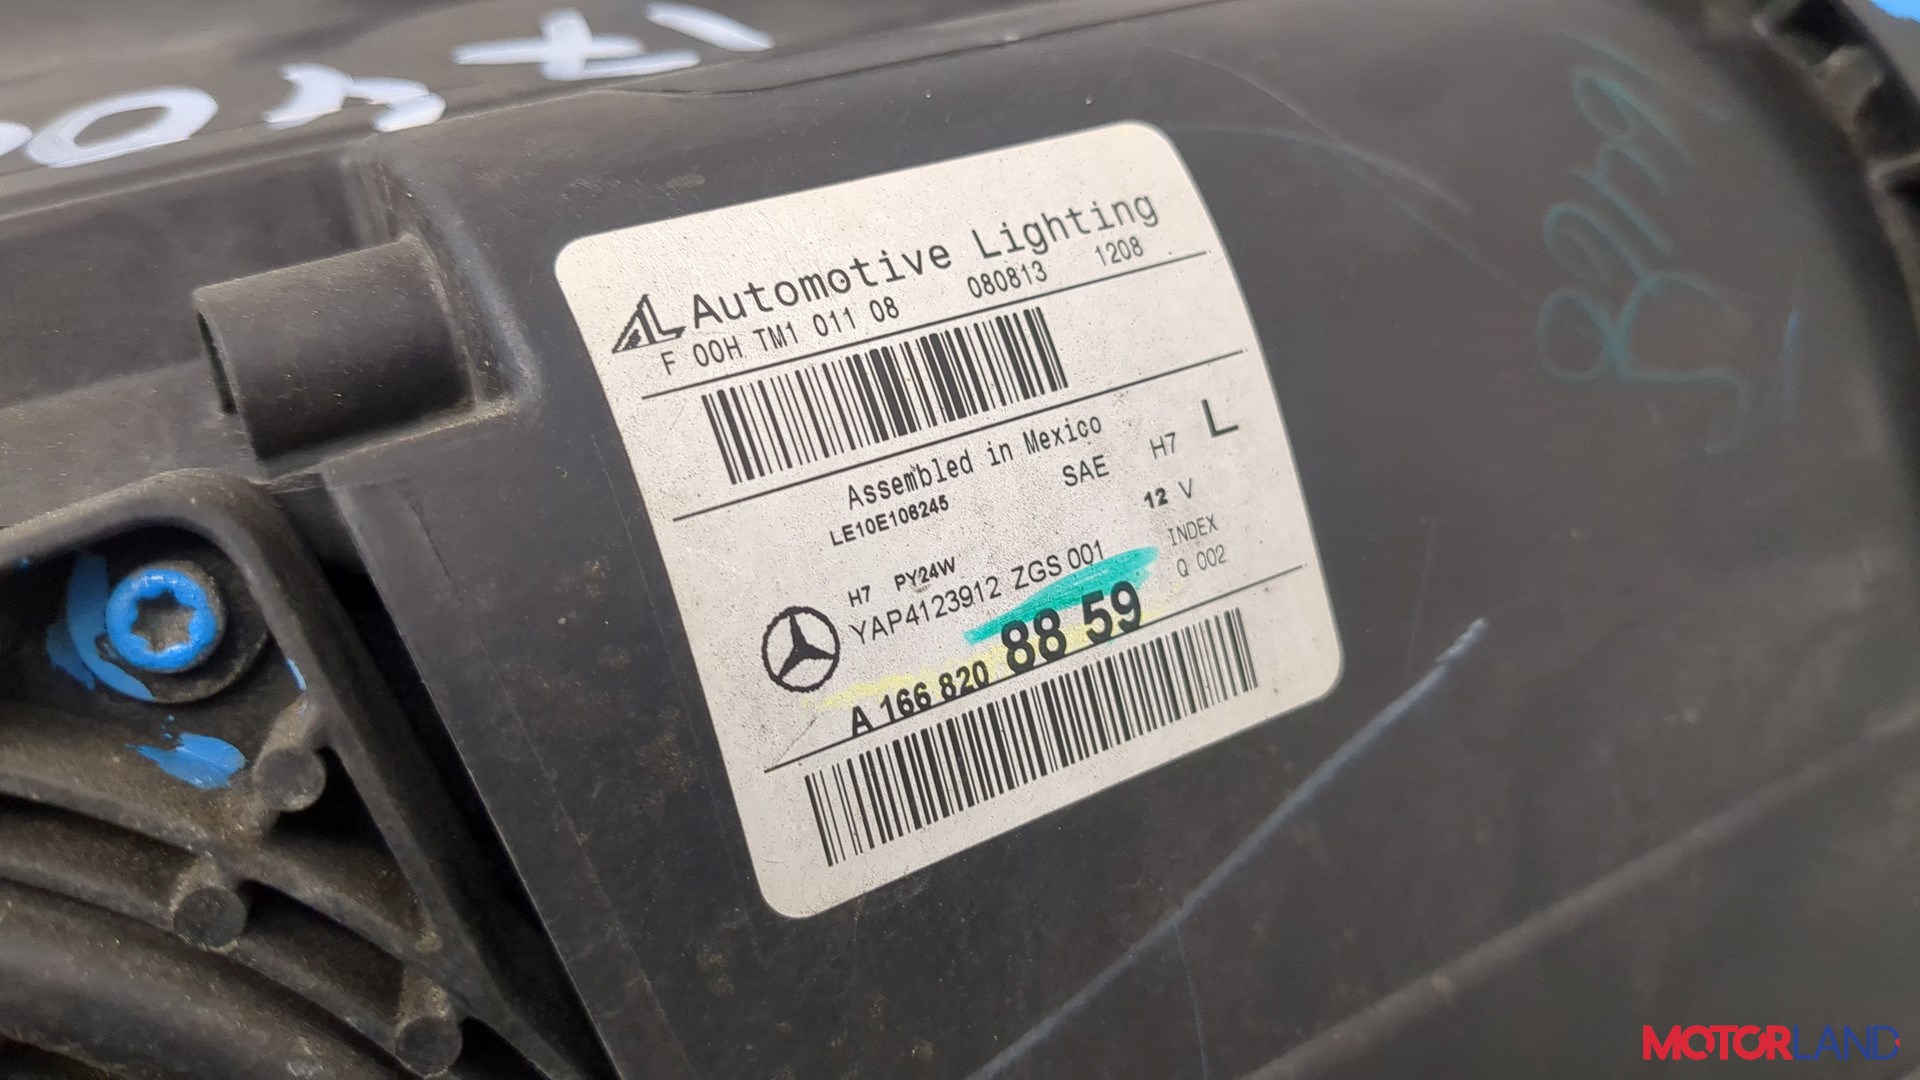 Automotive Lighting
F 00H TM1 011 08 080813 1208
Assembled in Mexico
LE10E106245 SAE H7 L
12 V
H7 PY24W
YAP4123912 ZGS 001 INDEX
Q 002
A 166 820 88 59
MOTORLAND